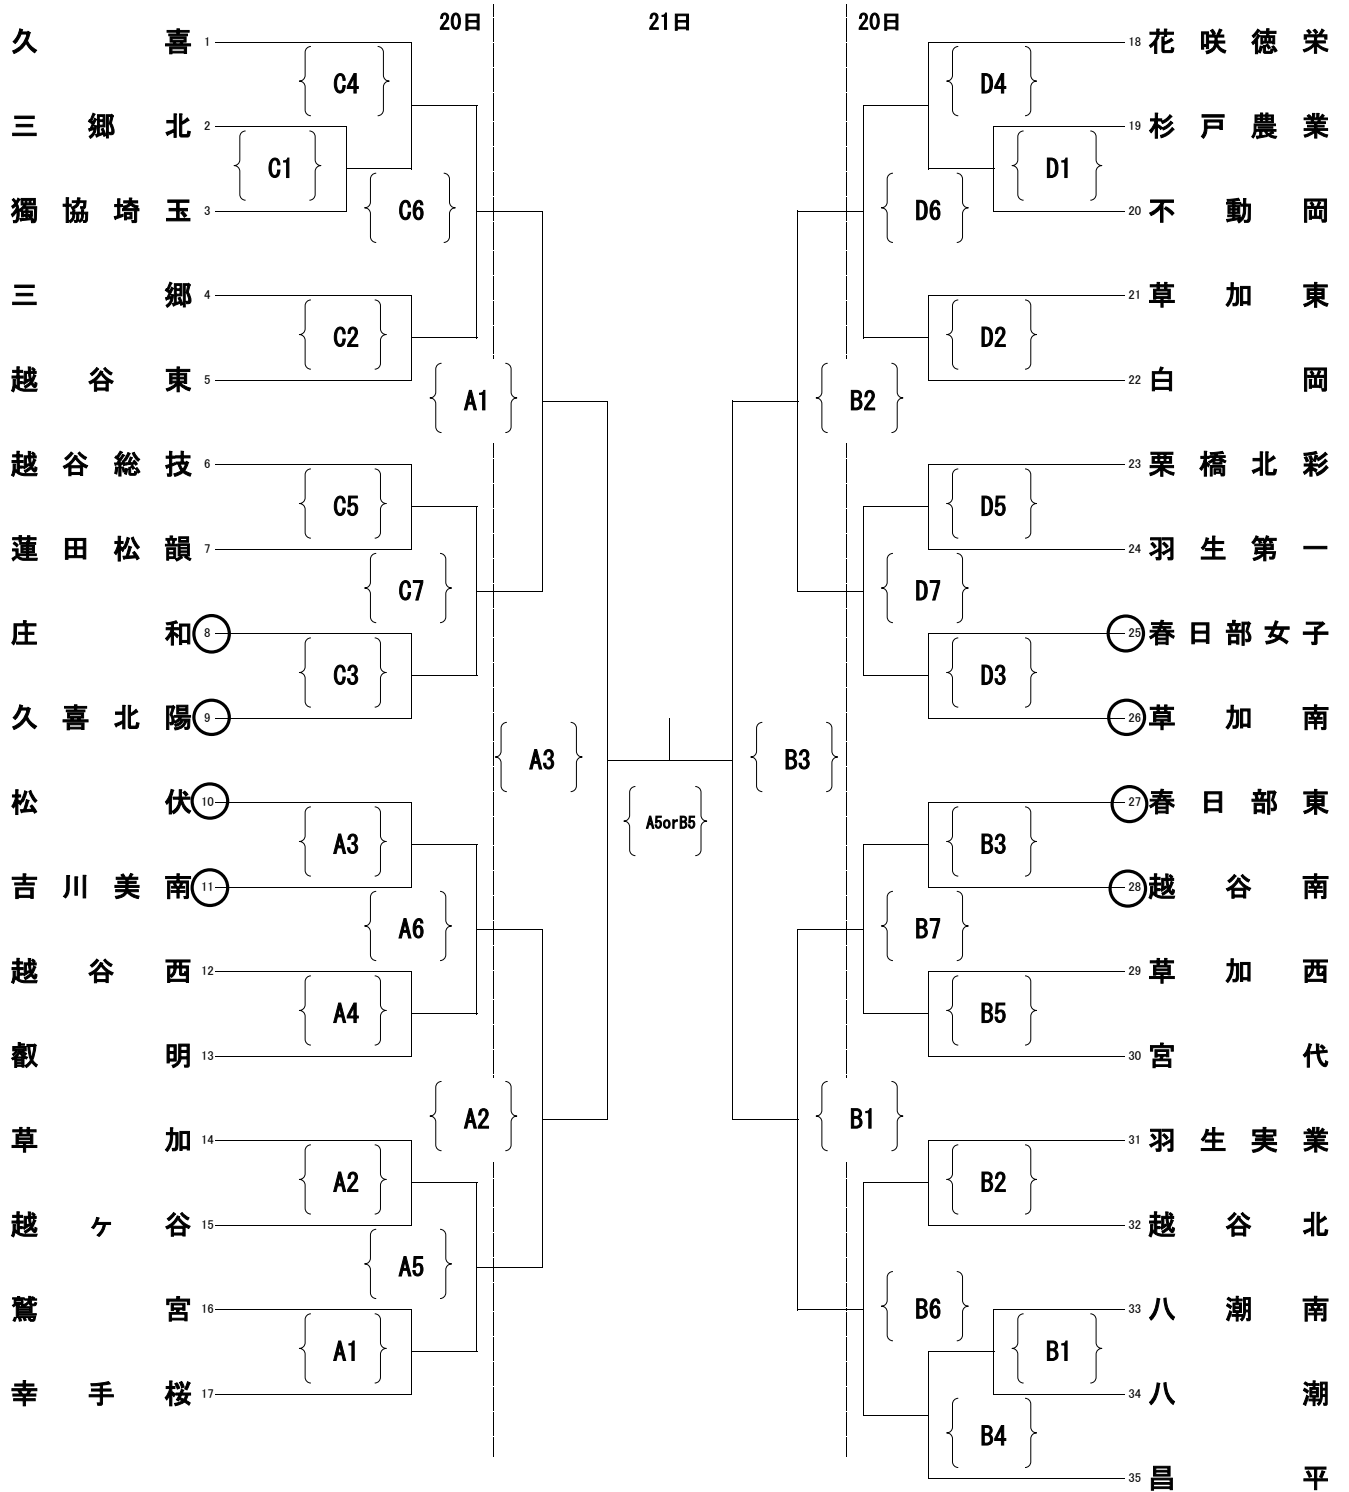 20日 21日 20日
久喜 1 18 花咲徳栄
C4 D4
三郷北 2 19 杉戸農業
C1 D1
獨協埼玉 3 C6 D6 20 不動岡
三郷 4 21 草加東
C2 D2
越谷東 5 22 白岡
A1 B2
越谷総技 6 23 栗橋北彩
C5 D5
蓮田松韻 7 24 羽生第一
C7 D7
庄和 8 25 春日部女子
C3 D3
久喜北陽 9 26 草加南
A3 B3
松伏 10 27 春日部東
A5orB5
A3 B3
吉川美南 11 28 越谷南
A6 B7
越谷西 12 29 草加西
A4 B5
叡明 13 30 宮代
A2 B1
草加 14 31 羽生実業
A2 B2
越ヶ谷 15 32 越谷北
A5
鷲宮 16 B6 33 八潮南
A1 B1
幸手桜 17 34 八潮
B4
35 昌平